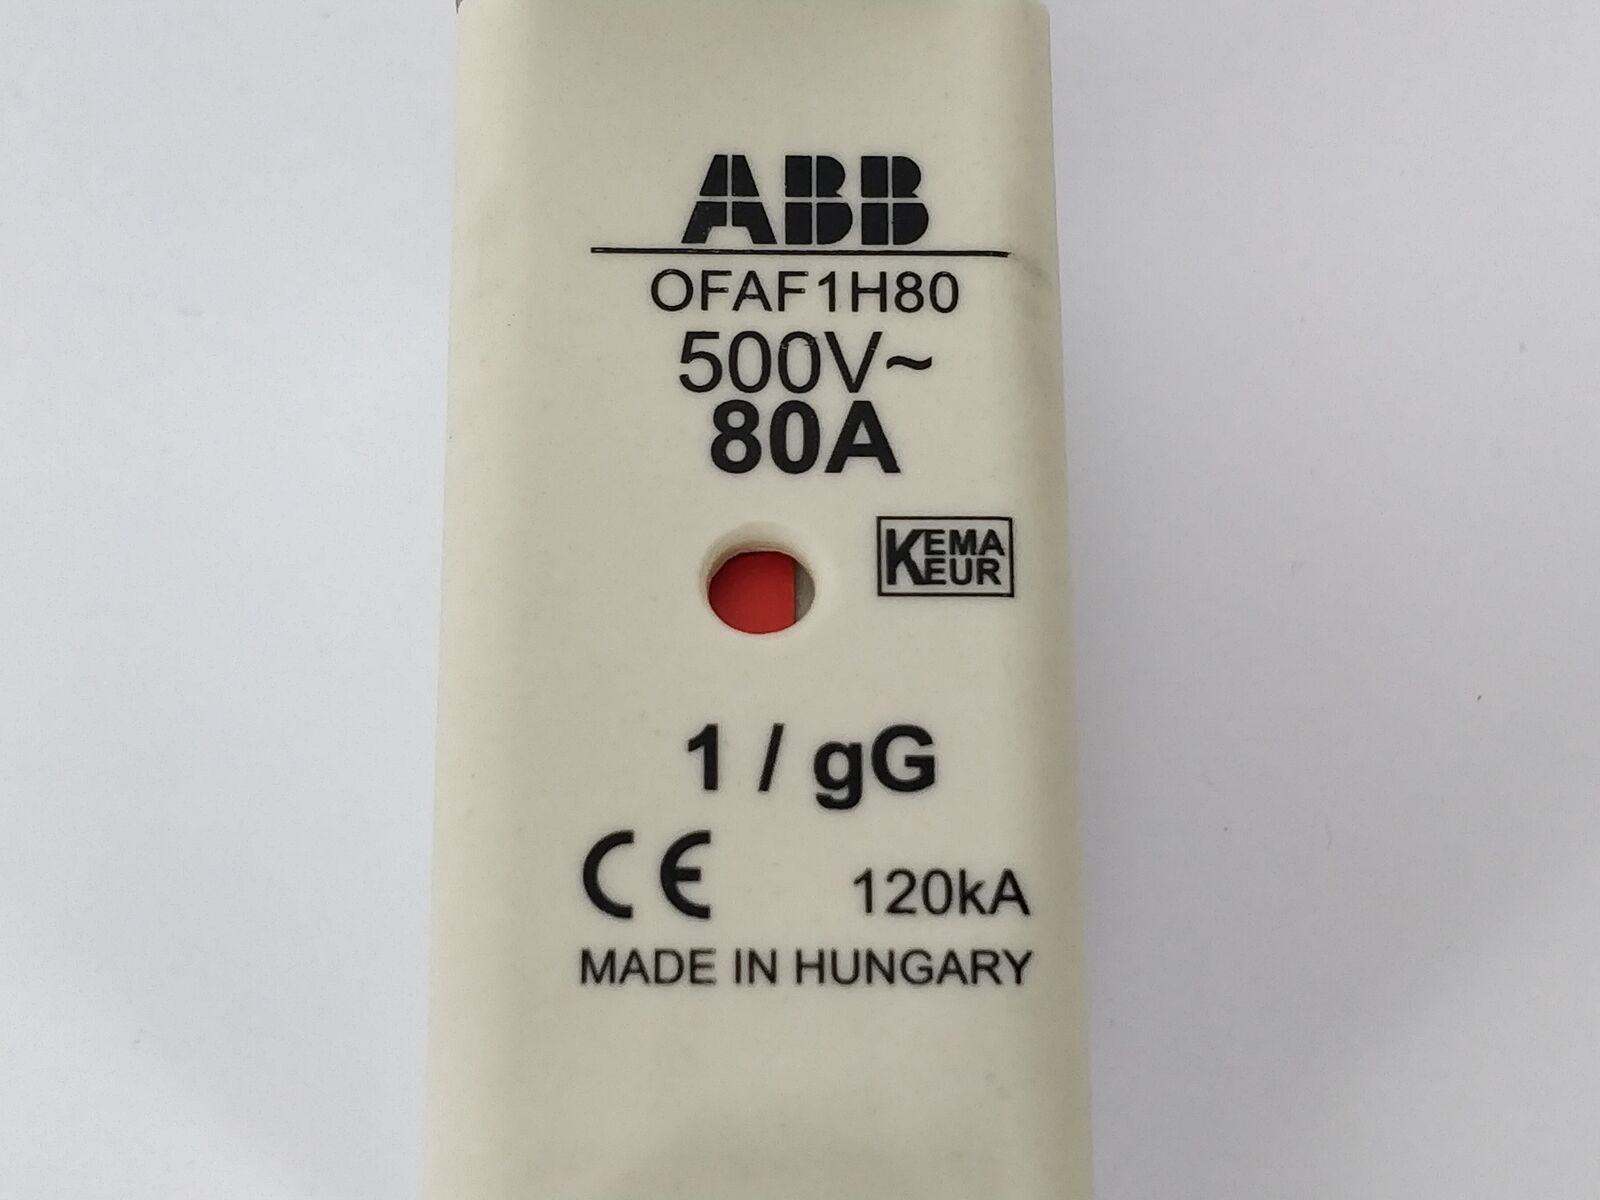 ABB
OFAF1H80
500V~
80A
KEMA
KEUR
1 / gG
CE 120kA
MADE IN HUNGARY